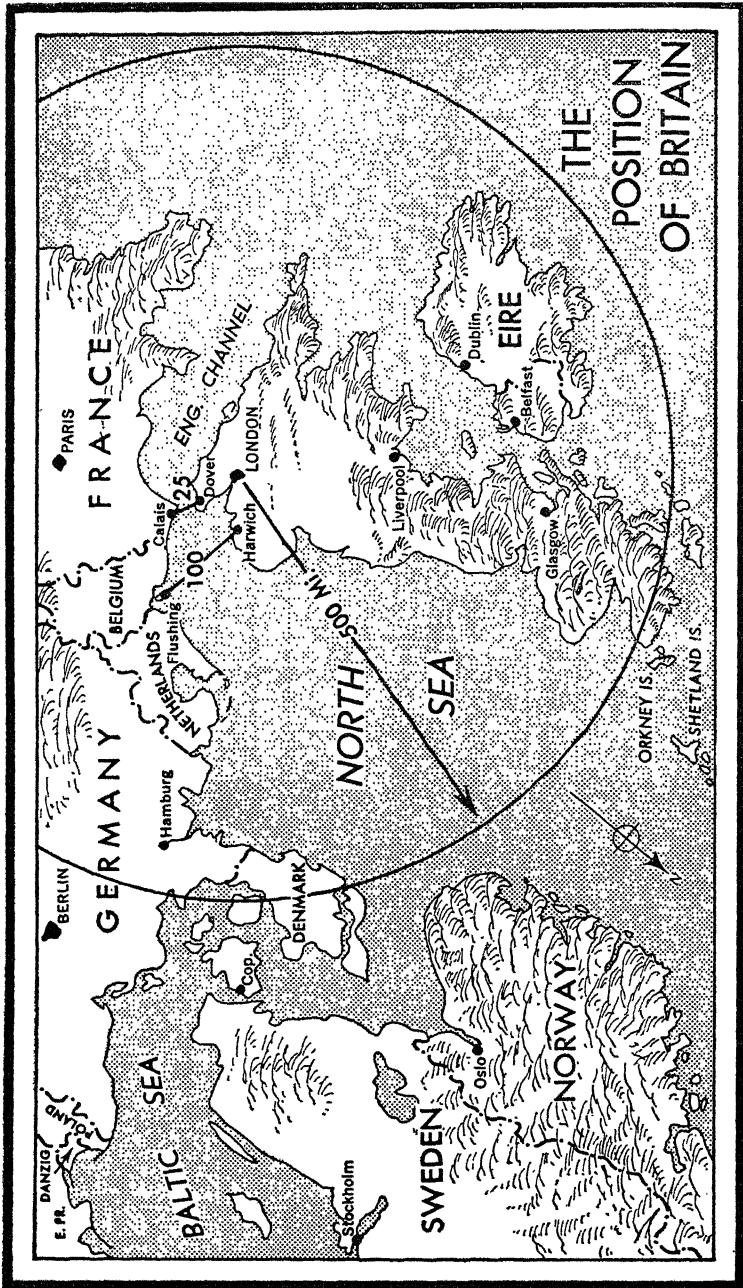 DANZIG
E. PR.
POLAND
BERLIN
PARIS
GERMANY
FRANCE
BELGIUM
BALTIC
SEA
Hamburg
NETHERLANDS
Flushing
Calais
25
ENG. CHANNEL
100
Dover
Cop.
Harwich
LONDON
DENMARK
500 Mi.
Stockholm
NORTH
SEA
SWEDEN
Liverpool
Oslo
Dublin
EIRE
Belfast
Glasgow
NORWAY
N
ORKNEY IS.
SHETLAND IS.
THE
POSITION
OF BRITAIN